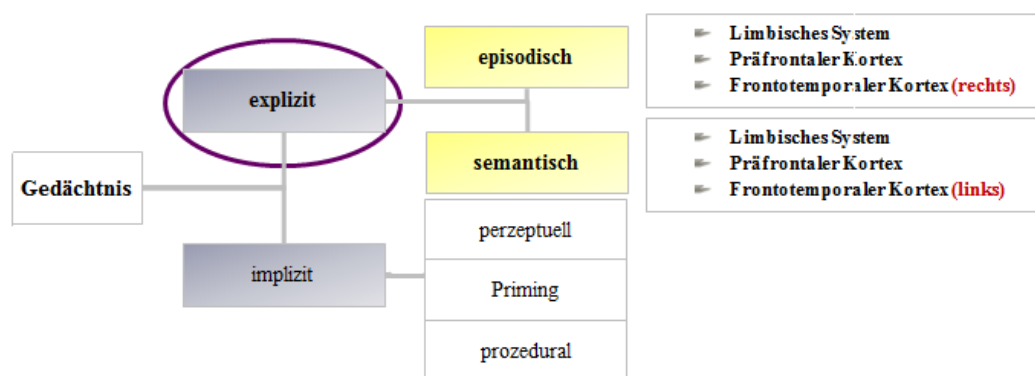 Gedächtnis
explizit
implizit
episodisch
semantisch
perzeptuell
Priming
prozedural
Limbisches System
Präfrontaler Kortex
Frontotemporaler Kortex (rechts)
Limbisches System
Präfrontaler Kortex
Frontotemporaler Kortex (links)